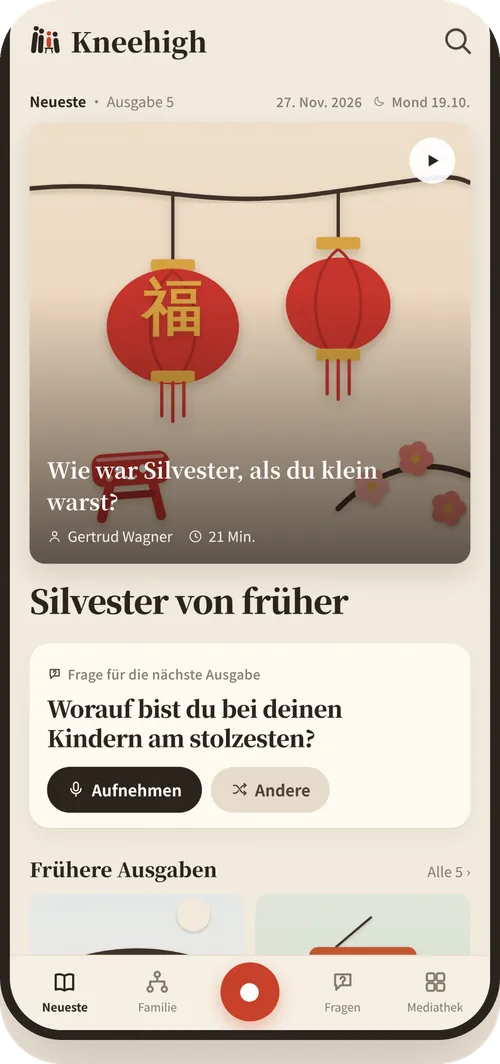 Kneehigh
Neueste • Ausgabe 5
27. Nov. 2026 Mond 19.10.
福
Wie war Silvester, als du klein
warst?
Gertrud Wagner 21 Min.
Silvester von früher
Frage für die nächste Ausgabe
Worauf bist du bei deinen
Kindern am stolzesten?
Aufnehmen Andere
Frühere Ausgaben
Alle 5 ›
Neueste Familie Fragen Mediathek